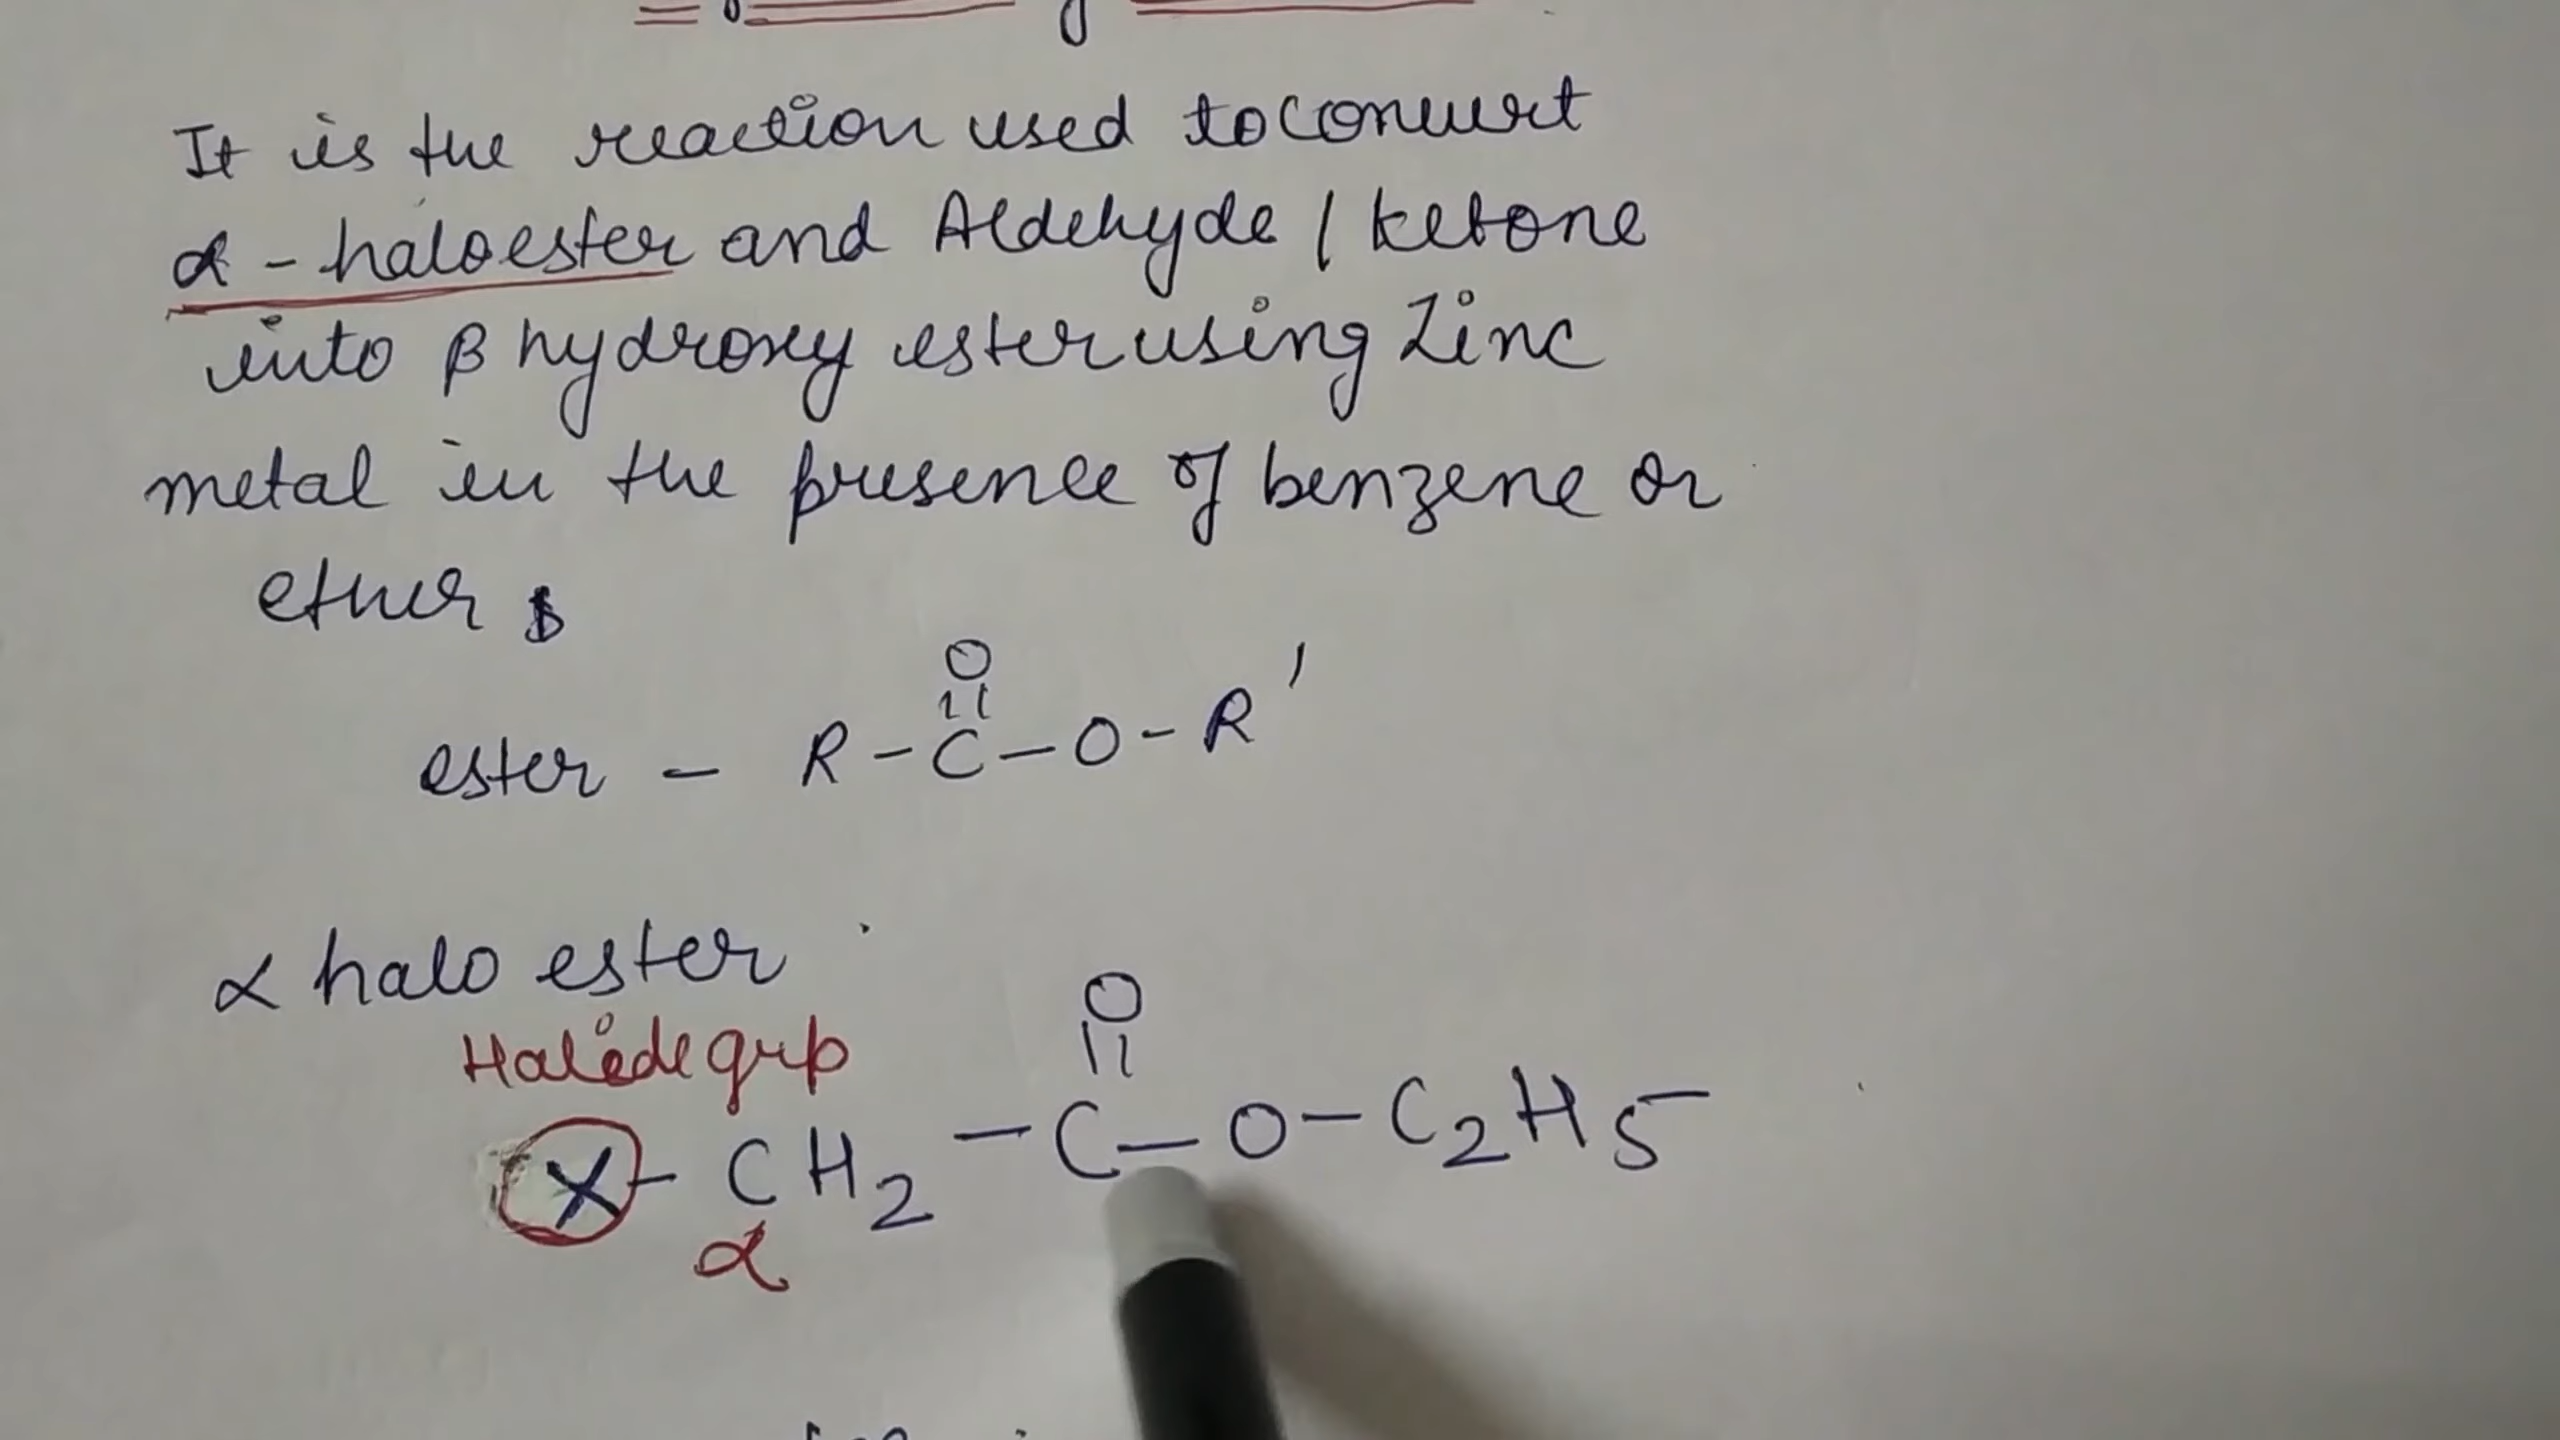 It is the reaction used to convert
α - haloester and Aldehyde / ketone
into β hydroxy ester using Zinc
metal in the presence of benzene or
ether
O
ester - R - C - O - R'
α halo ester
Halide grp
O
X - CH2 - C - O - C2H5
α